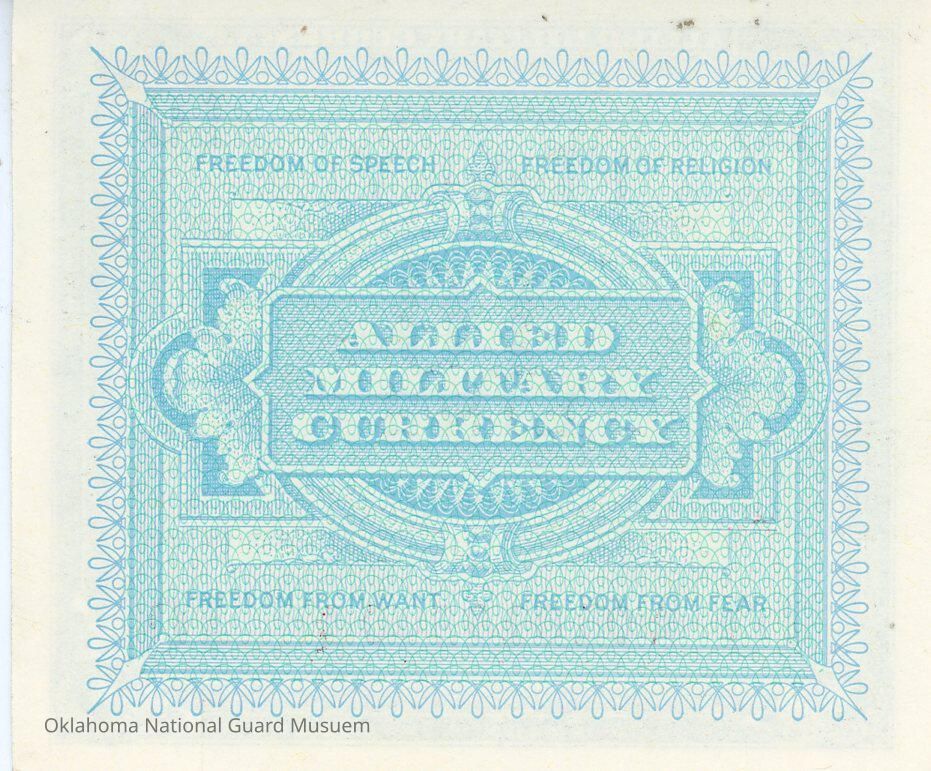 FREEDOM OF SPEECH FREEDOM OF RELIGION
ALLIED
MILITARY
CURRENCY
FREEDOM FROM WANT FREEDOM FROM FEAR
Oklahoma National Guard Musuem